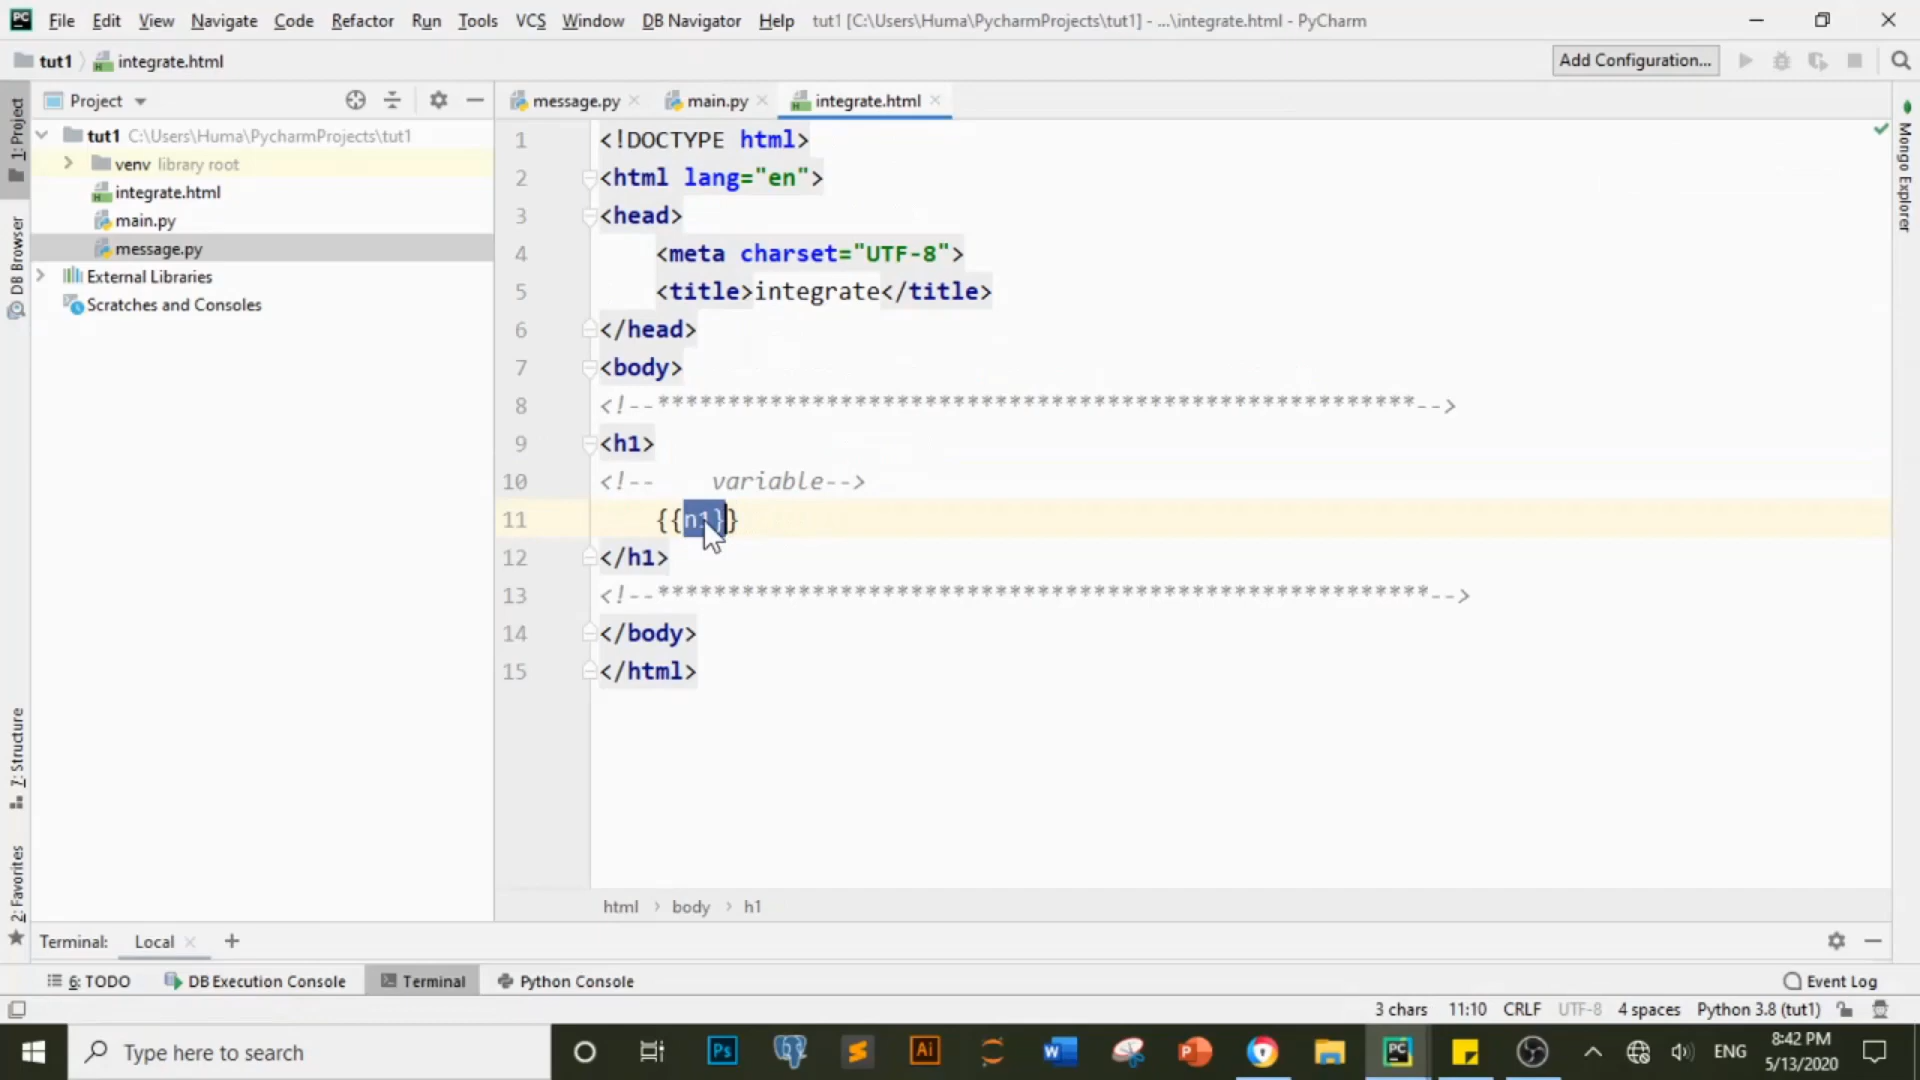 File Edit View Navigate Code Refactor Run Tools VCS Window DB Navigator Help tut1 [C:\Users\Huma\PycharmProjects\tut1] - ...\integrate.html - PyCharm
tut1 integrate.html Add Configuration...
Project message.py main.py integrate.html
tut1 C:\Users\Huma\PycharmProjects\tut1
venv library root
integrate.html
main.py
message.py
External Libraries
Scratches and Consoles
1: Project
DB Browser
7: Structure
2: Favorites
Mongo Explorer
1 <!DOCTYPE html>
2 <html lang="en">
3 <head>
4 <meta charset="UTF-8">
5 <title>integrate</title>
6 </head>
7 <body>
8 <!--******************************************************-->
9 <h1>
10 <!-- variable-->
11 {{n1}}
12 </h1>
13 <!--*******************************************************-->
14 </body>
15 </html>
html body h1
Terminal: Local +
6: TODO DB Execution Console Terminal Python Console Event Log
3 chars 11:10 CRLF UTF-8 4 spaces Python 3.8 (tut1)
Type here to search Ps Ai W P PC ENG 8:42 PM
5/13/2020